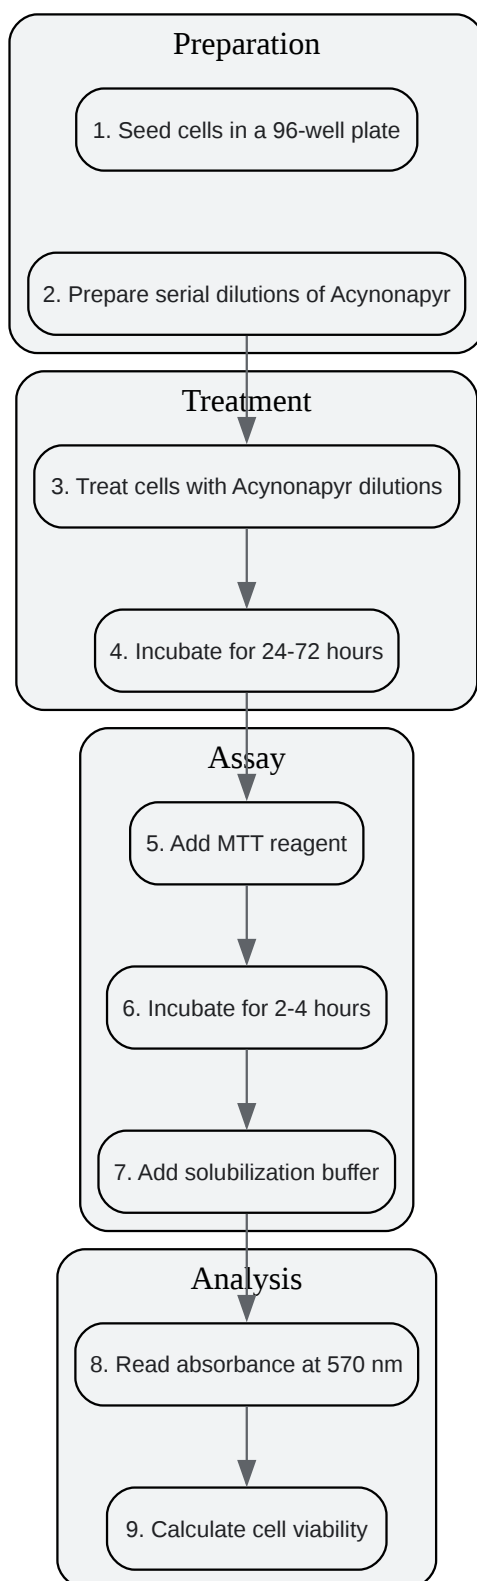 Preparation
1. Seed cells in a 96-well plate
2. Prepare serial dilutions of Acynonapyr
Treatment
3. Treat cells with Acynonapyr dilutions
4. Incubate for 24-72 hours
Assay
5. Add MTT reagent
6. Incubate for 2-4 hours
7. Add solubilization buffer
Analysis
8. Read absorbance at 570 nm
9. Calculate cell viability